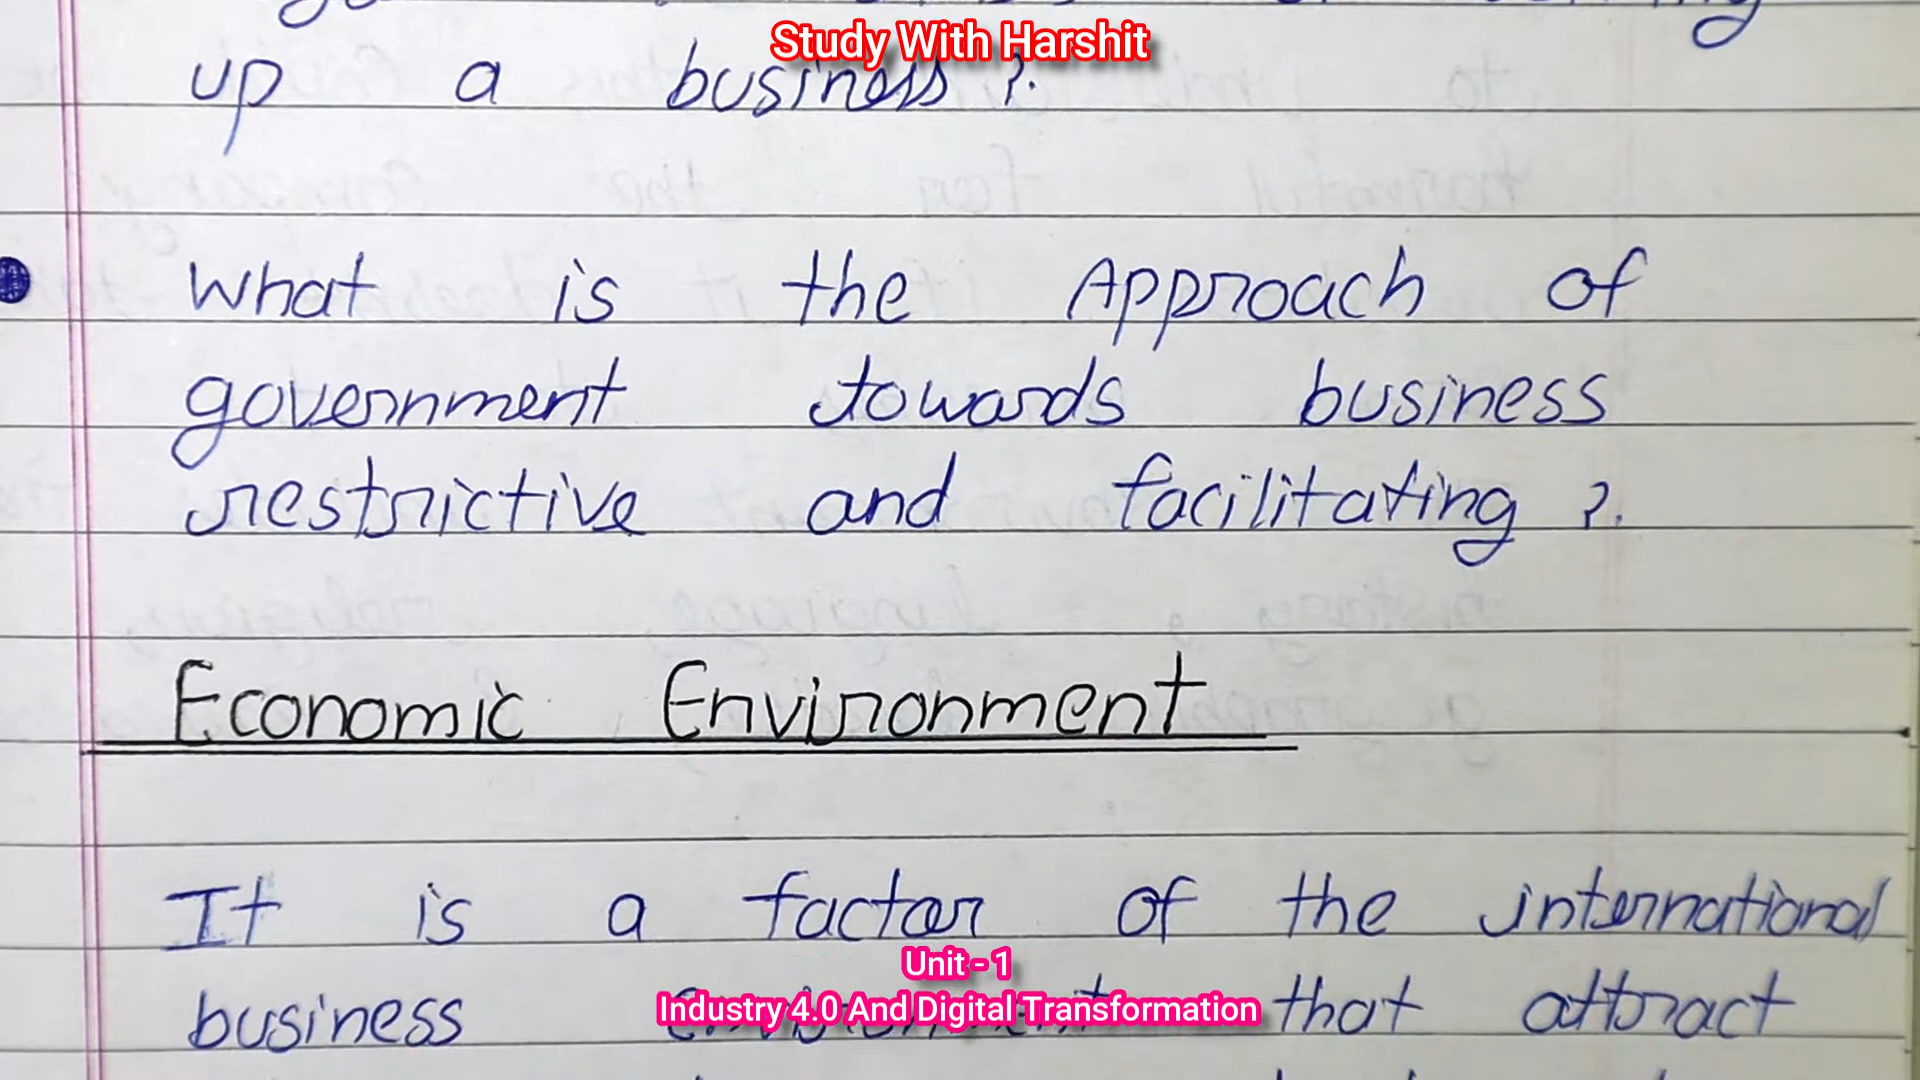 Study With Harshit
up a business ?.
What is the Approach of
government towards business
restrictive and facilitating ?.
Economic Environment
It is a factor of the international
Unit - 1
business environment that attract
Industry 4.0 And Digital Transformation